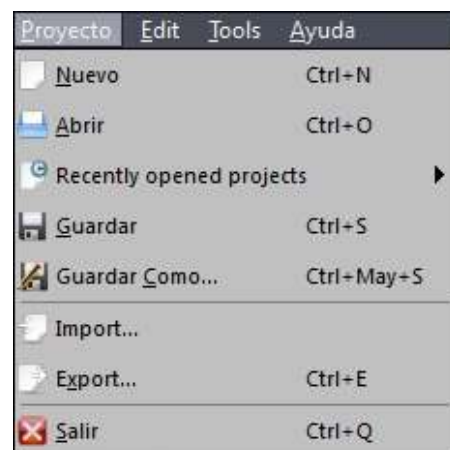 Proyecto Edit Tools Ayuda
Nuevo Ctrl+N
Abrir Ctrl+O
Recently opened projects
Guardar Ctrl+S
Guardar Como... Ctrl+May+S
Import...
Export... Ctrl+E
Salir Ctrl+Q